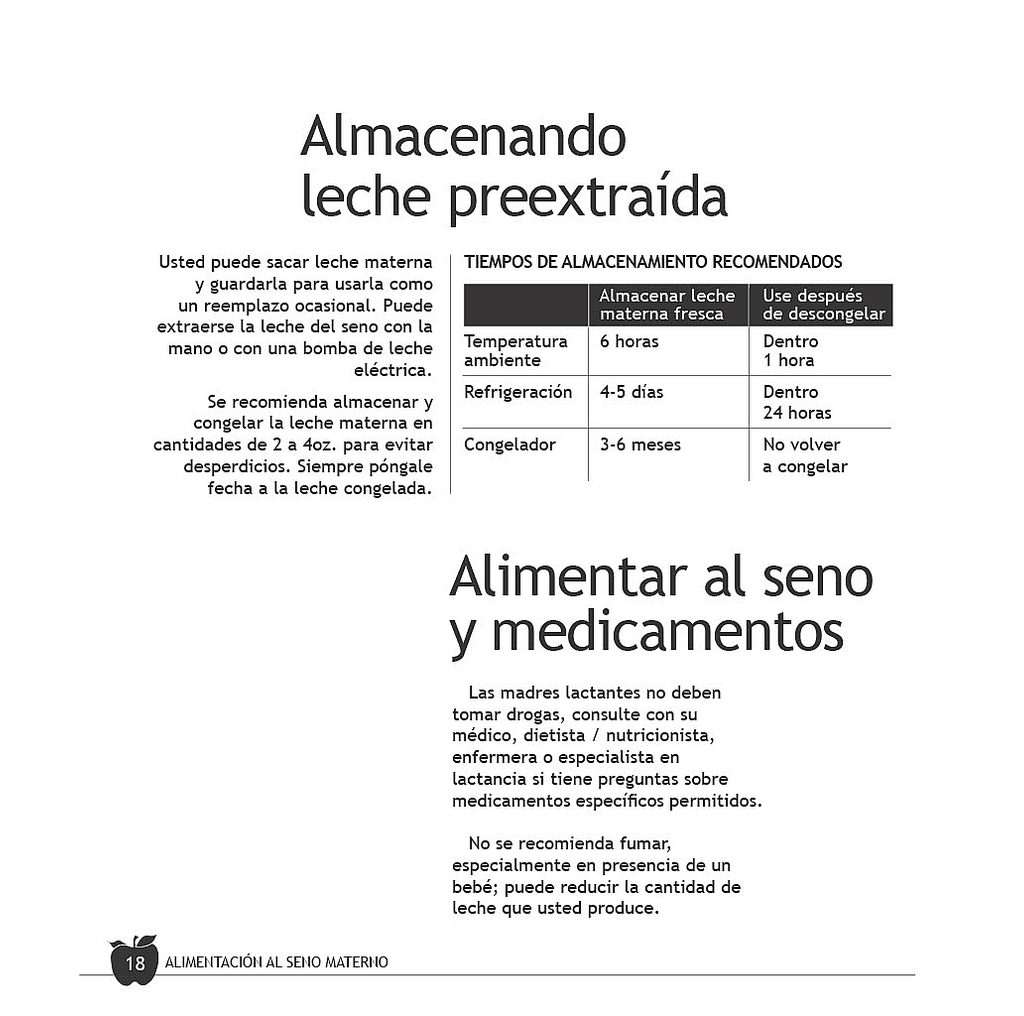 Almacenando
leche preextraída
Usted puede sacar leche materna
y guardarla para usarla como
un reemplazo ocasional. Puede
extraerse la leche del seno con la
mano o con una bomba de leche
eléctrica.
Se recomienda almacenar y
congelar la leche materna en
cantidades de 2 a 4oz. para evitar
desperdicios. Siempre póngale
fecha a la leche congelada.
TIEMPOS DE ALMACENAMIENTO RECOMENDADOS
Almacenar leche Use después
materna fresca de descongelar
Temperatura 6 horas Dentro
ambiente 1 hora
Refrigeración 4-5 días Dentro
24 horas
Congelador 3-6 meses No volver
a congelar
Alimentar al seno
y medicamentos
Las madres lactantes no deben
tomar drogas, consulte con su
médico, dietista / nutricionista,
enfermera o especialista en
lactancia si tiene preguntas sobre
medicamentos específicos permitidos.
No se recomienda fumar,
especialmente en presencia de un
bebé; puede reducir la cantidad de
leche que usted produce.
18 ALIMENTACIÓN AL SENO MATERNO